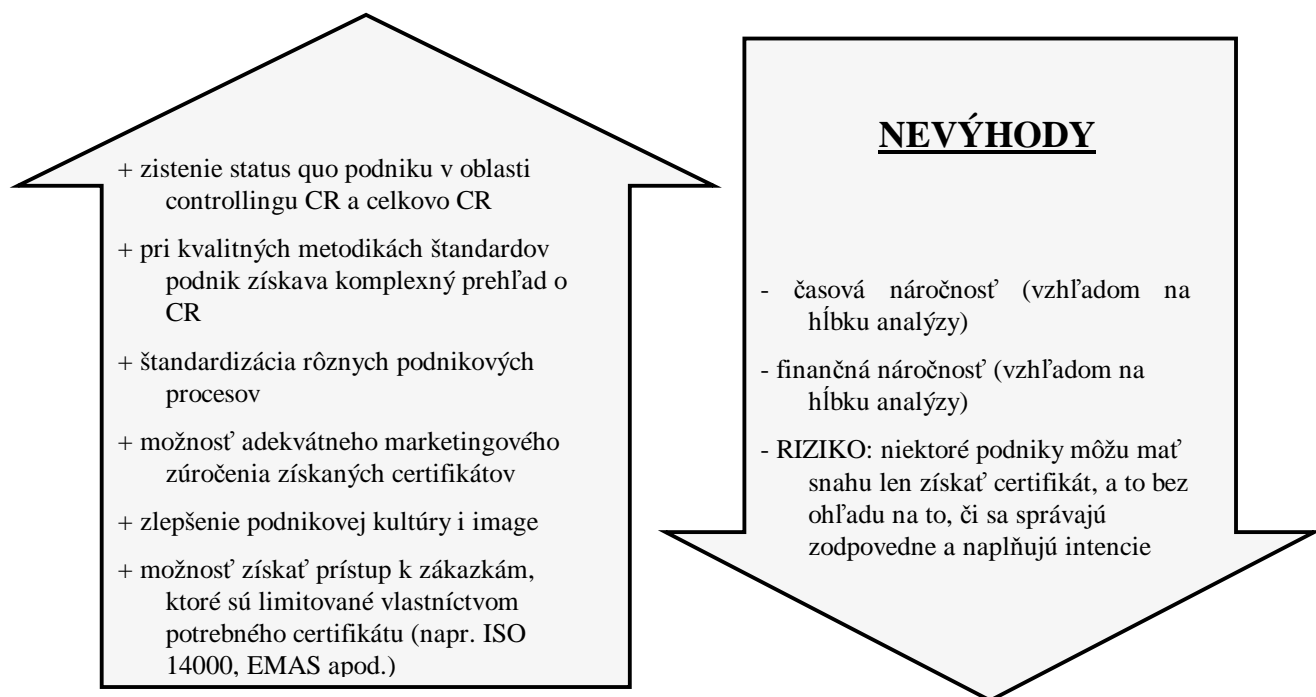 + zistenie status quo podniku v oblasti
controllingu CR a celkovo CR
+ pri kvalitných metodikách štandardov
podnik získava komplexný prehľad o
CR
+ štandardizácia rôznych podnikových
procesov
+ možnosť adekvátneho marketingového
zúročenia získaných certifikátov
+ zlepšenie podnikovej kultúry i image
+ možnosť získať prístup k zákazkám,
ktoré sú limitované vlastníctvom
potrebného certifikátu (napr. ISO
14000, EMAS apod.)
NEVÝHODY
- časová náročnosť (vzhľadom na
hĺbku analýzy)
- finančná náročnosť (vzhľadom na
hĺbku analýzy)
- RIZIKO: niektoré podniky môžu mať
snahu len získať certifikát, a to bez
ohľadu na to, či sa správajú
zodpovedne a naplňujú intencie